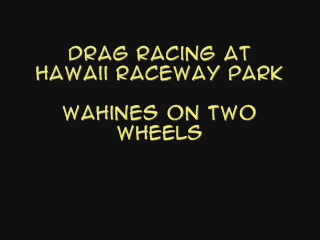 DRAG RACING AT
HAWAII RACEWAY PARK
WAHINES ON TWO
WHEELS